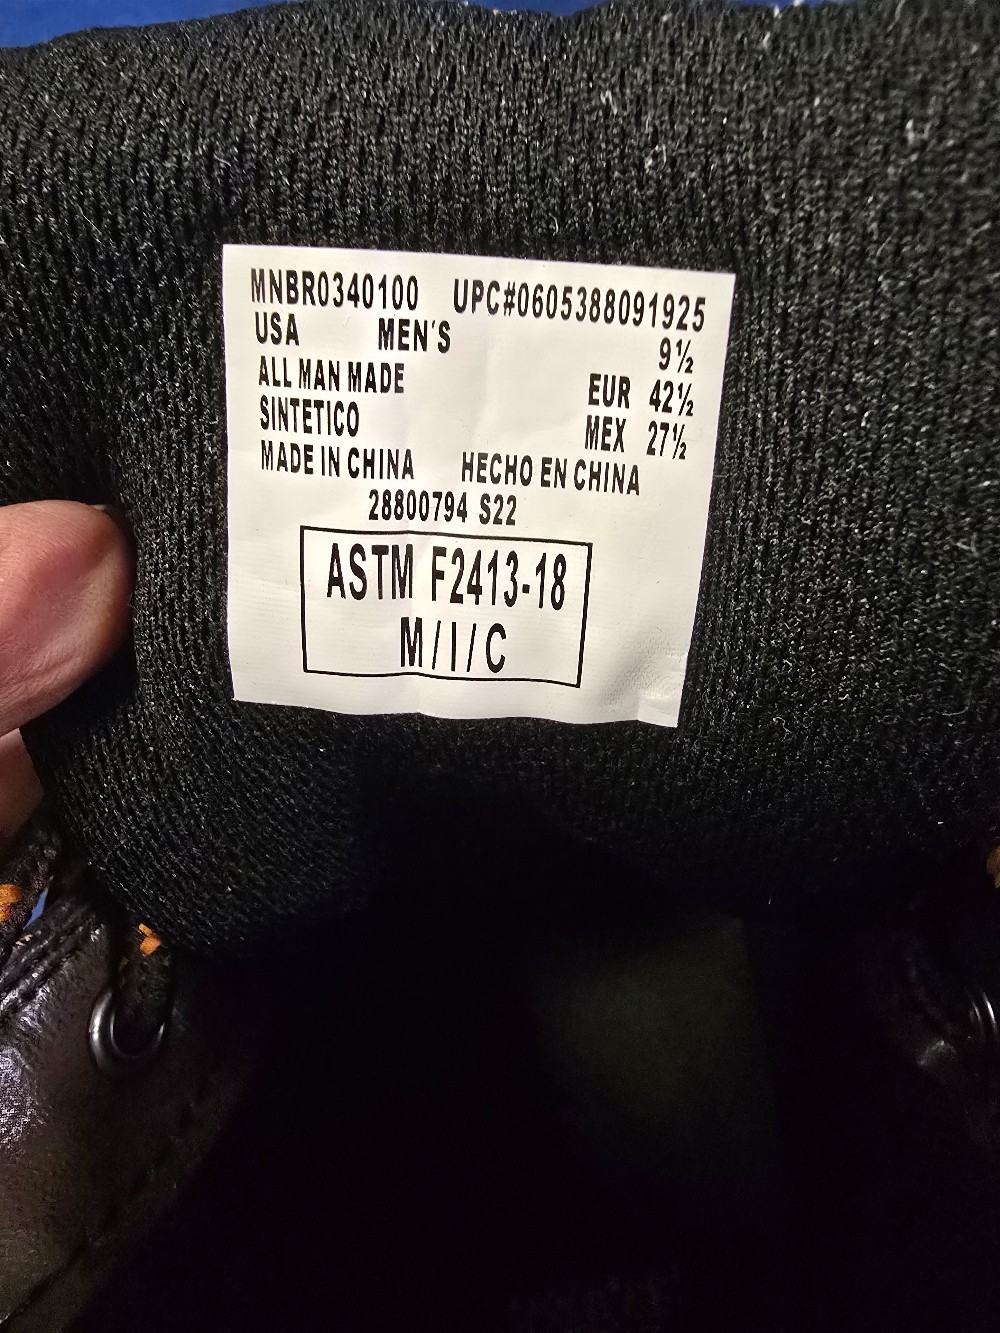 MNBR0340100 UPC#0605388091925
USA MEN'S 9½
ALL MAN MADE EUR 42½
SINTETICO MEX 27½
MADE IN CHINA HECHO EN CHINA
28800794 S22
ASTM F2413-18
M/I/C